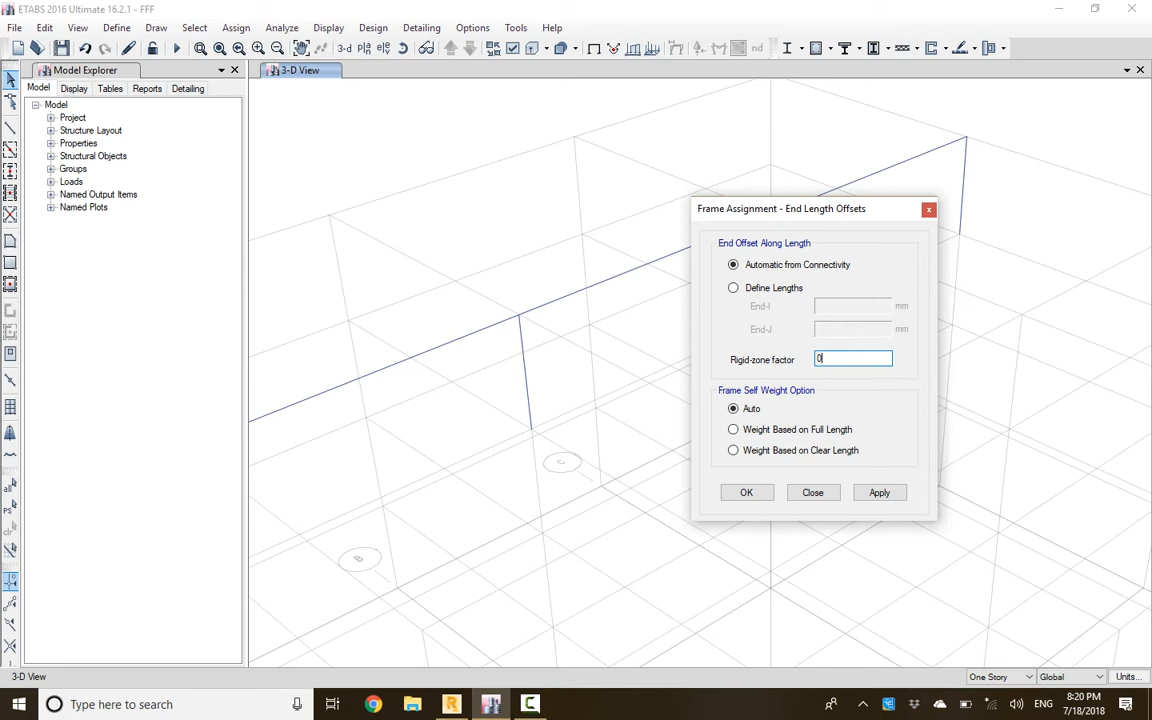 ETABS 2016 Ultimate 16.2.1 - FFF
File Edit View Define Draw Select Assign Analyze Display Design Detailing Options Tools Help
3-d nd
Model Explorer 3-D View
Model Display Tables Reports Detailing
Model
Project
Structure Layout
Properties
Structural Objects
Groups
Loads
Named Output Items
Named Plots
all
PS
clr
C
B
Frame Assignment - End Length Offsets
End Offset Along Length
Automatic from Connectivity
Define Lengths
End-I mm
End-J mm
Rigid-zone factor 0
Frame Self Weight Option
Auto
Weight Based on Full Length
Weight Based on Clear Length
OK Close Apply
3-D View One Story Global Units...
Type here to search ENG 8:20 PM
7/18/2018